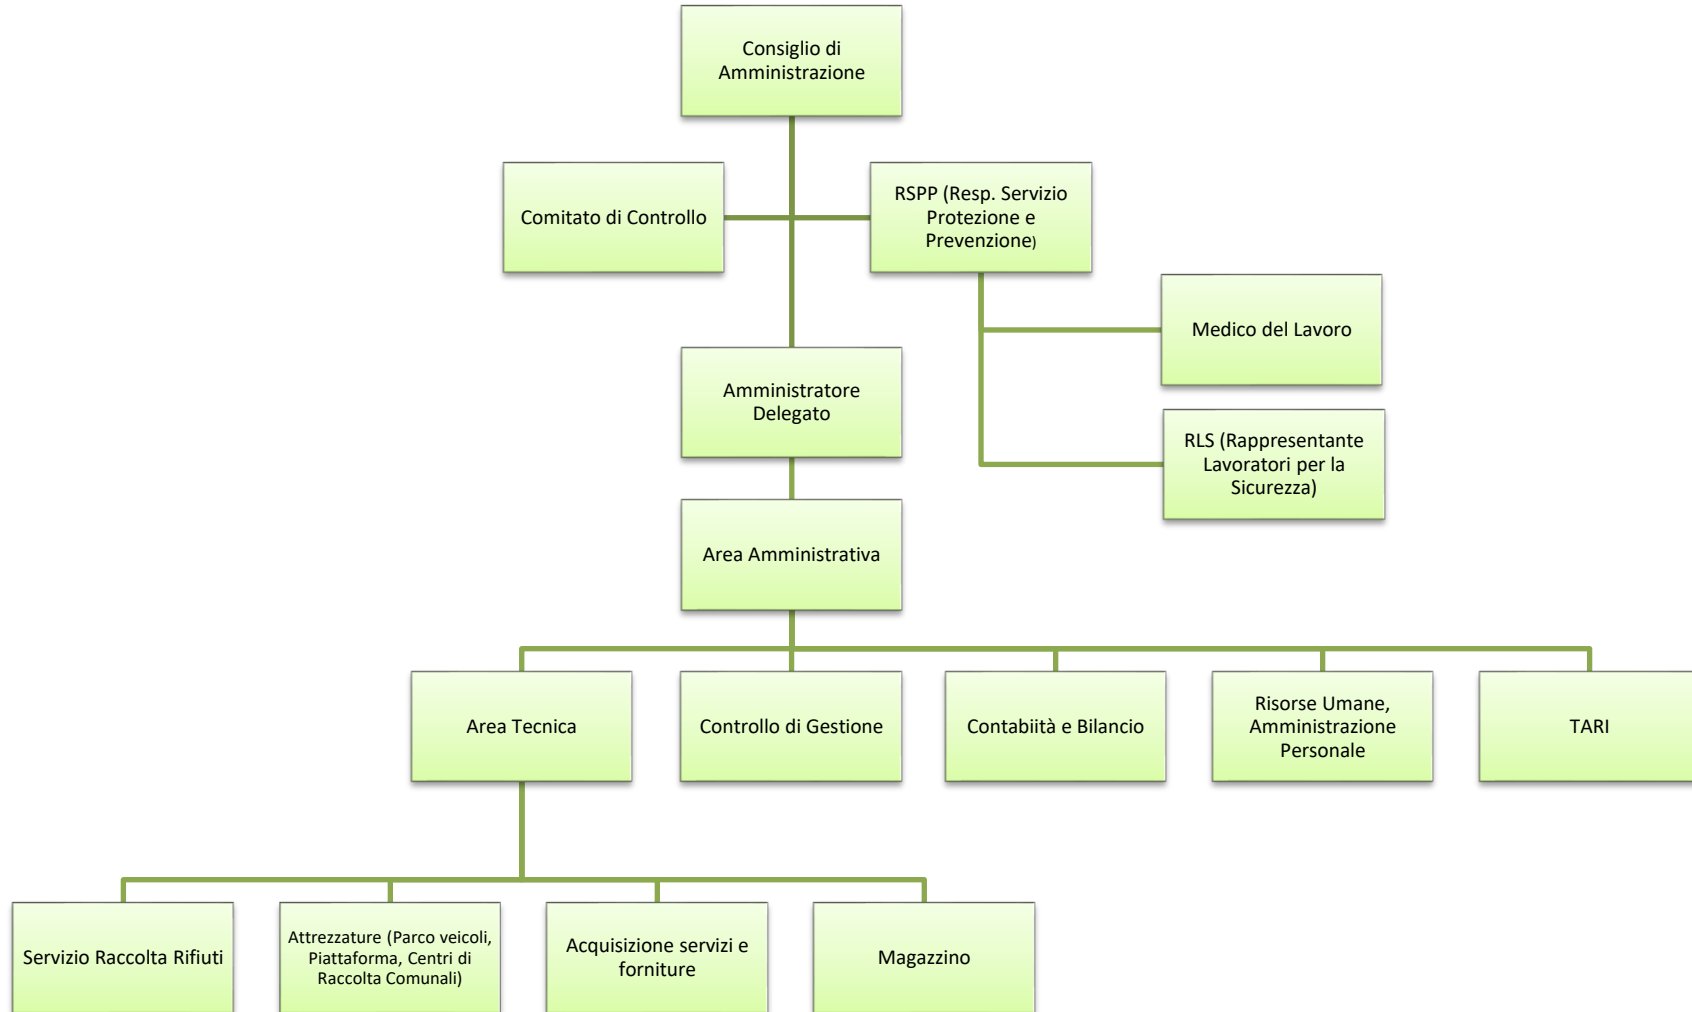 Consiglio di
Amministrazione
Comitato di Controllo
RSPP (Resp. Servizio
Protezione e
Prevenzione)
Medico del Lavoro
Amministratore
Delegato
RLS (Rappresentante
Lavoratori per la
Sicurezza)
Area Amministrativa
Area Tecnica
Controllo di Gestione
Contabiità e Bilancio
Risorse Umane,
Amministrazione
Personale
TARI
Servizio Raccolta Rifiuti
Attrezzature (Parco veicoli,
Piattaforma, Centri di
Raccolta Comunali)
Acquisizione servizi e
forniture
Magazzino